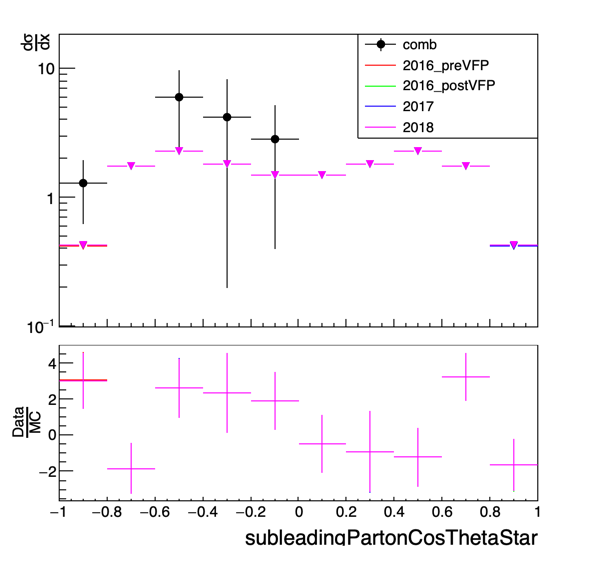 dσ
dx
comb
2016_preVFP
2016_postVFP
2017
2018
10
1
10⁻¹
Data
MC
4
2
0
−2
−1 −0.8 −0.6 −0.4 −0.2 0 0.2 0.4 0.6 0.8 1
subleadingPartonCosThetaStar